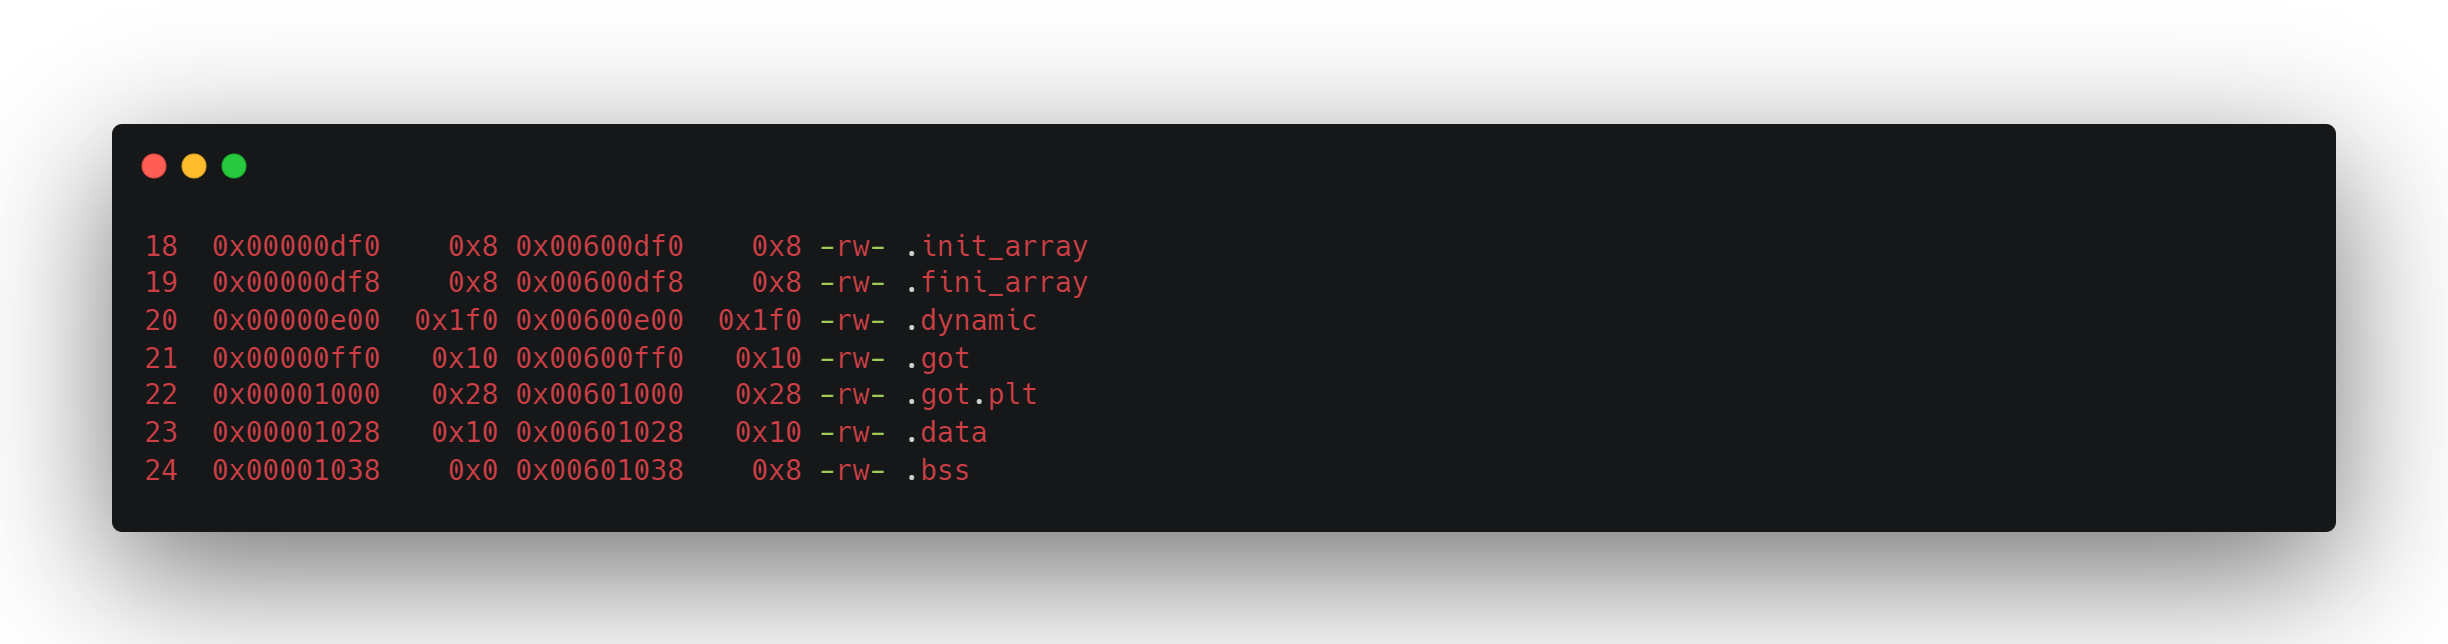 18  0x00000df0    0x8 0x00600df0    0x8 -rw- .init_array
19  0x00000df8    0x8 0x00600df8    0x8 -rw- .fini_array
20  0x00000e00  0x1f0 0x00600e00  0x1f0 -rw- .dynamic
21  0x00000ff0   0x10 0x00600ff0   0x10 -rw- .got
22  0x00001000   0x28 0x00601000   0x28 -rw- .got.plt
23  0x00001028   0x10 0x00601028   0x10 -rw- .data
24  0x00001038    0x0 0x00601038    0x8 -rw- .bss